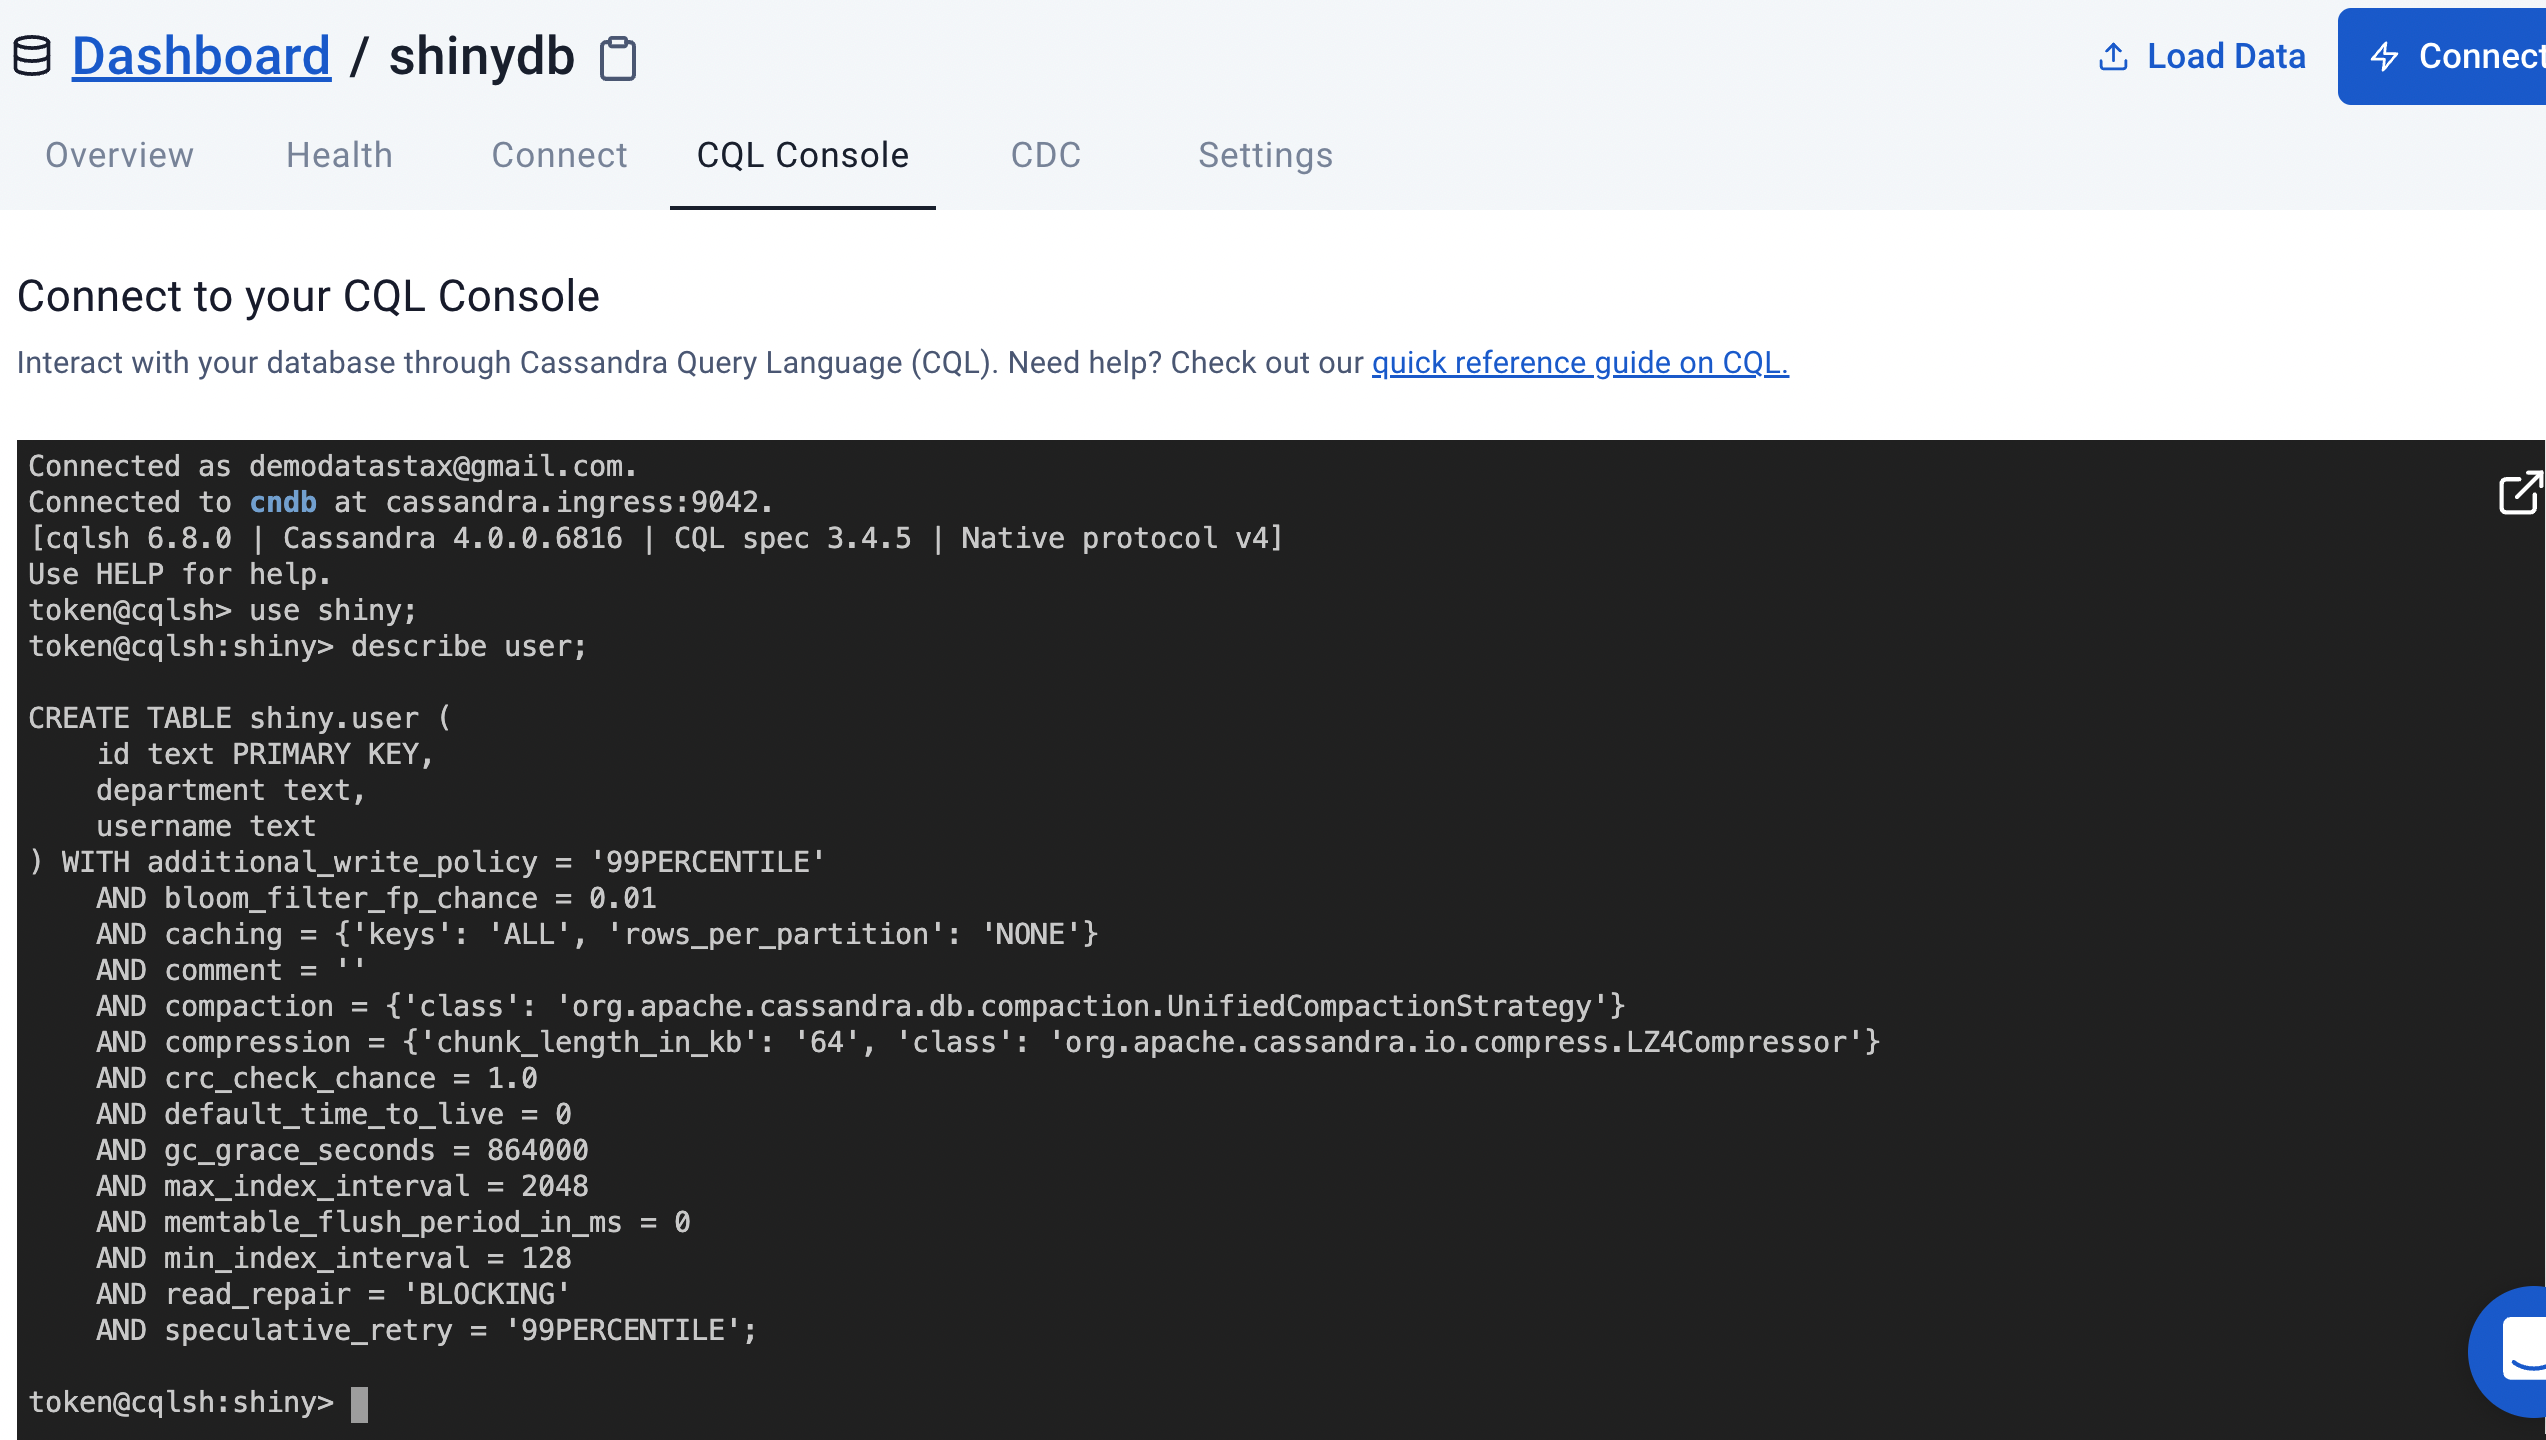 Dashboard / shinydb
Load Data
Connect
Overview Health Connect CQL Console CDC Settings
Connect to your CQL Console
Interact with your database through Cassandra Query Language (CQL). Need help? Check out our quick reference guide on CQL.
Connected as demodatastax@gmail.com.
Connected to cndb at cassandra.ingress:9042.
[cqlsh 6.8.0 | Cassandra 4.0.0.6816 | CQL spec 3.4.5 | Native protocol v4]
Use HELP for help.
token@cqlsh> use shiny;
token@cqlsh:shiny> describe user;
CREATE TABLE shiny.user (
    id text PRIMARY KEY,
    department text,
    username text
) WITH additional_write_policy = '99PERCENTILE'
    AND bloom_filter_fp_chance = 0.01
    AND caching = {'keys': 'ALL', 'rows_per_partition': 'NONE'}
    AND comment = ''
    AND compaction = {'class': 'org.apache.cassandra.db.compaction.UnifiedCompactionStrategy'}
    AND compression = {'chunk_length_in_kb': '64', 'class': 'org.apache.cassandra.io.compress.LZ4Compressor'}
    AND crc_check_chance = 1.0
    AND default_time_to_live = 0
    AND gc_grace_seconds = 864000
    AND max_index_interval = 2048
    AND memtable_flush_period_in_ms = 0
    AND min_index_interval = 128
    AND read_repair = 'BLOCKING'
    AND speculative_retry = '99PERCENTILE';
token@cqlsh:shiny>